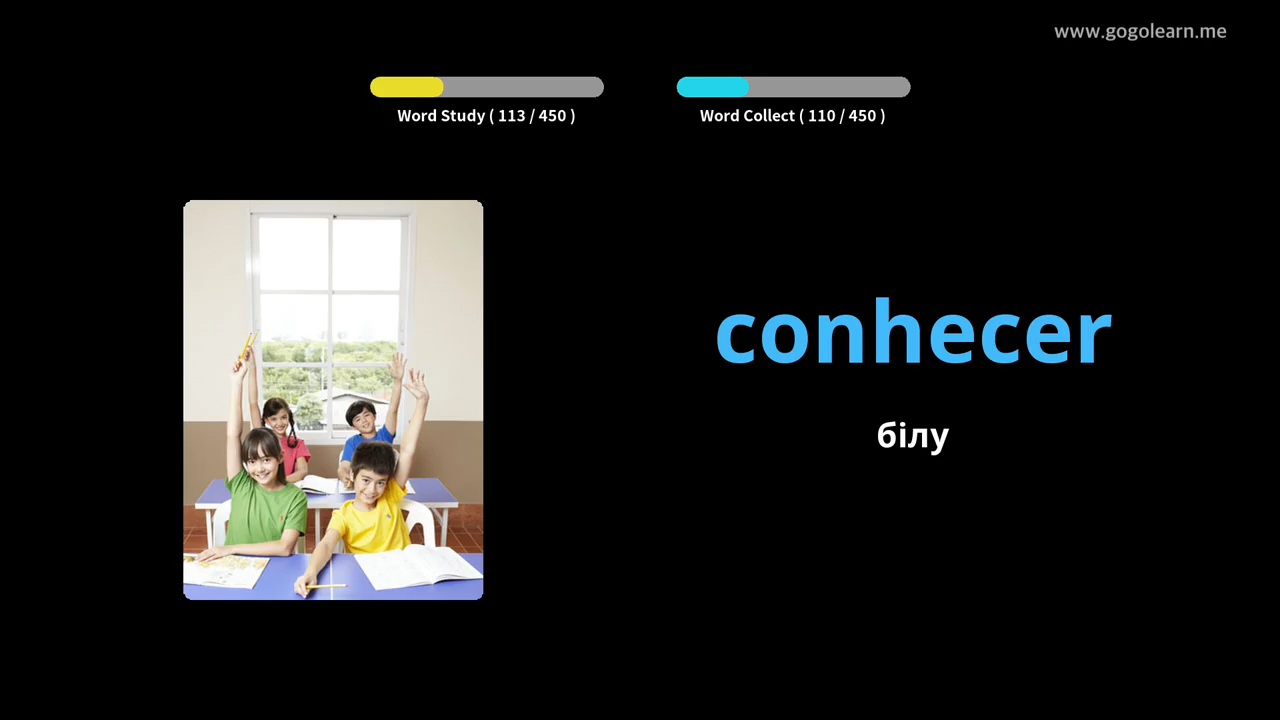 www.gogolearn.me
Word Study ( 113 / 450 )
Word Collect ( 110 / 450 )
conhecer
білу